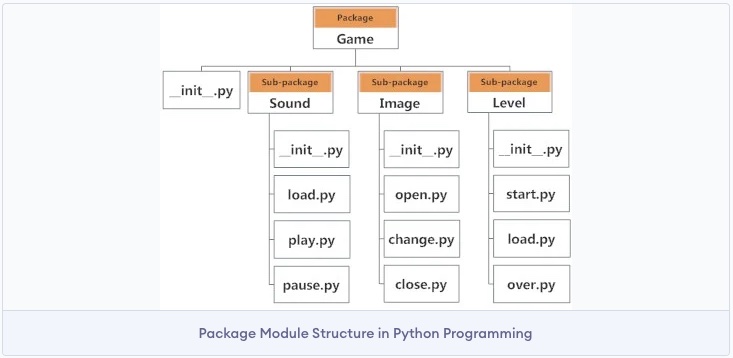 Package
Game
__init__.py
Sub-package
Sound
Sub-package
Image
Sub-package
Level
__init__.py
load.py
play.py
pause.py
__init__.py
open.py
change.py
close.py
__init__.py
start.py
load.py
over.py
Package Module Structure in Python Programming